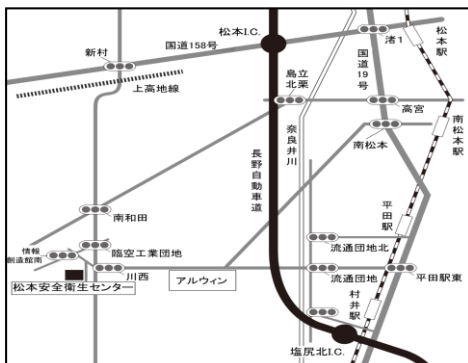 松本I.C.
渚1
松本駅
国道158号
新村
上高地線
島立北栗
国道19号
高宮
南松本駅
南松本
奈良井川
長野自動車道
南和田
平田駅
情報創造館南
臨空工業団地
流通団地北
川西
アルウィン
流通団地
平田駅東
松本安全衛生センター
村井駅
塩尻北I.C.